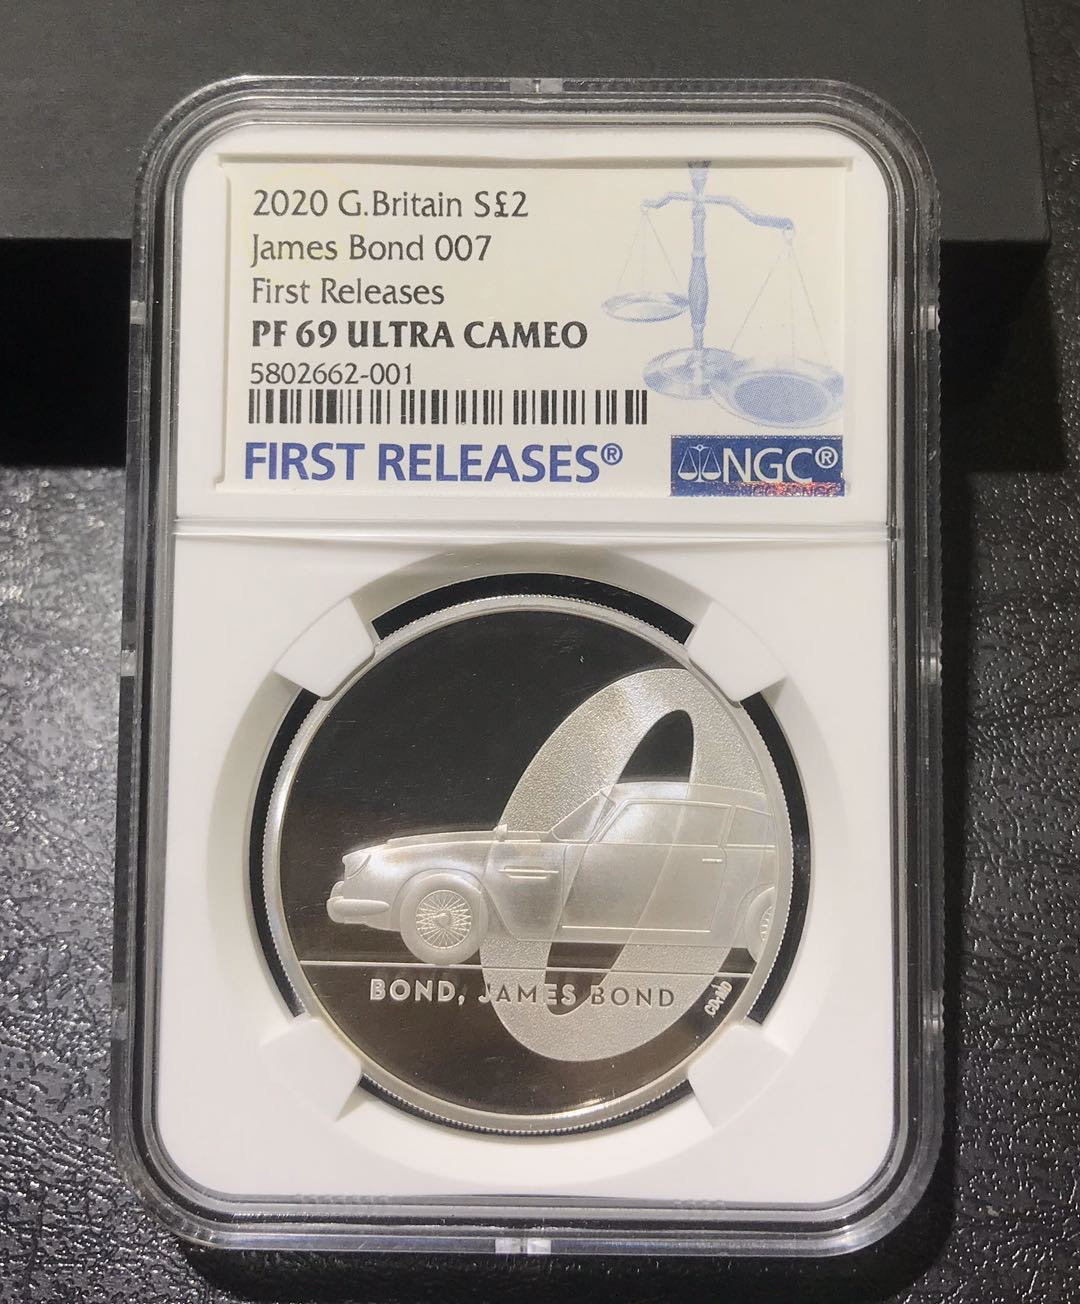 2020 G.Britain S£2
James Bond 007
First Releases
PF 69 ULTRA CAMEO
5802662-001
FIRST RELEASES®
NGC®
BOND, JAMES BOND